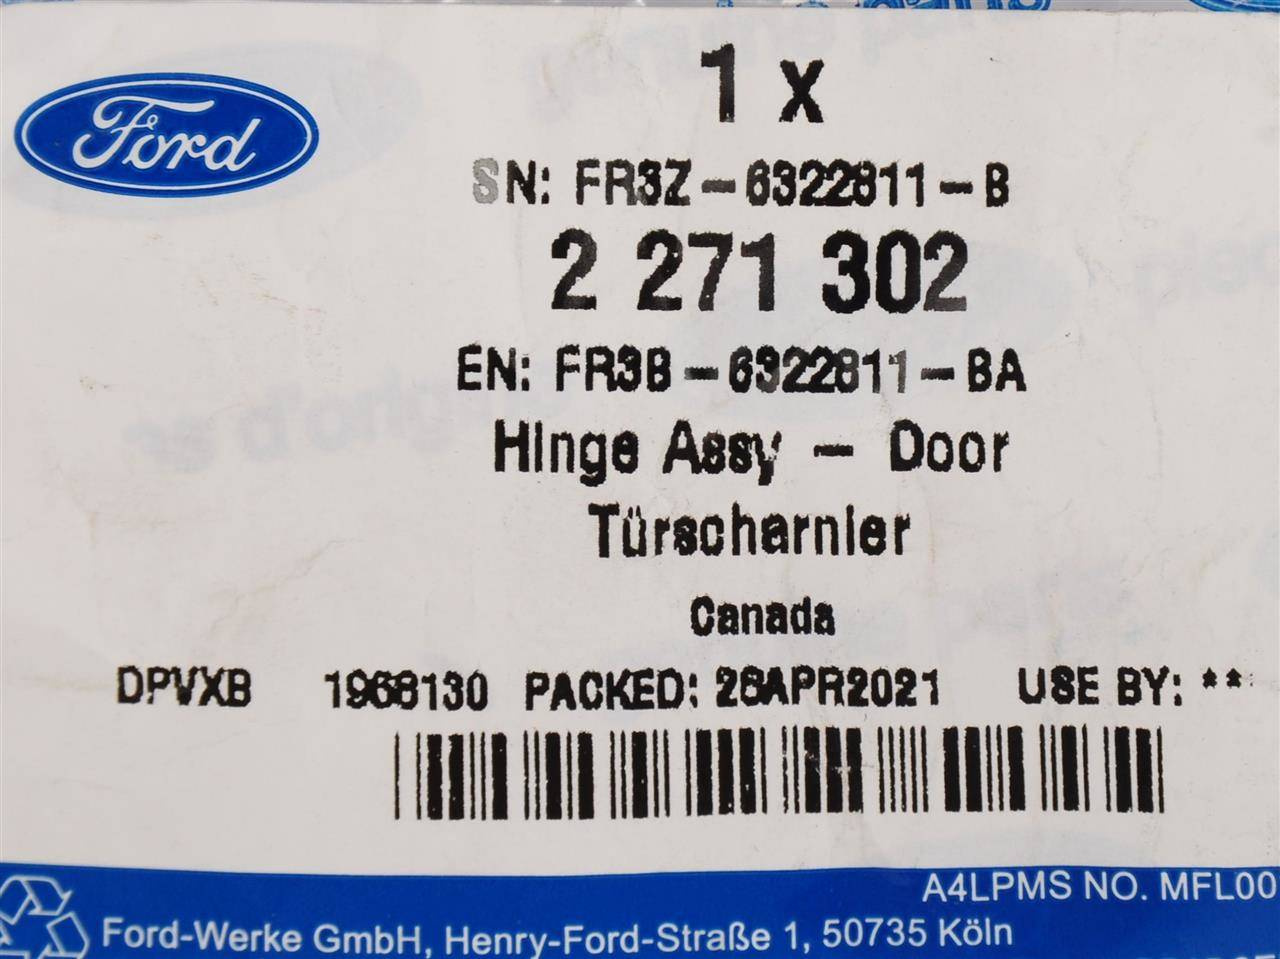 Ford
1 x
SN: FR3Z-6322811-B
2 271 302
EN: FR3B-6322811-BA
Hinge Assy - Door
Türscharnier
Canada
DPVXB 1968130 PACKED: 26APR2021 USE BY: **
A4LPMS NO. MFL00
Ford-Werke GmbH, Henry-Ford-Straße 1, 50735 Köln